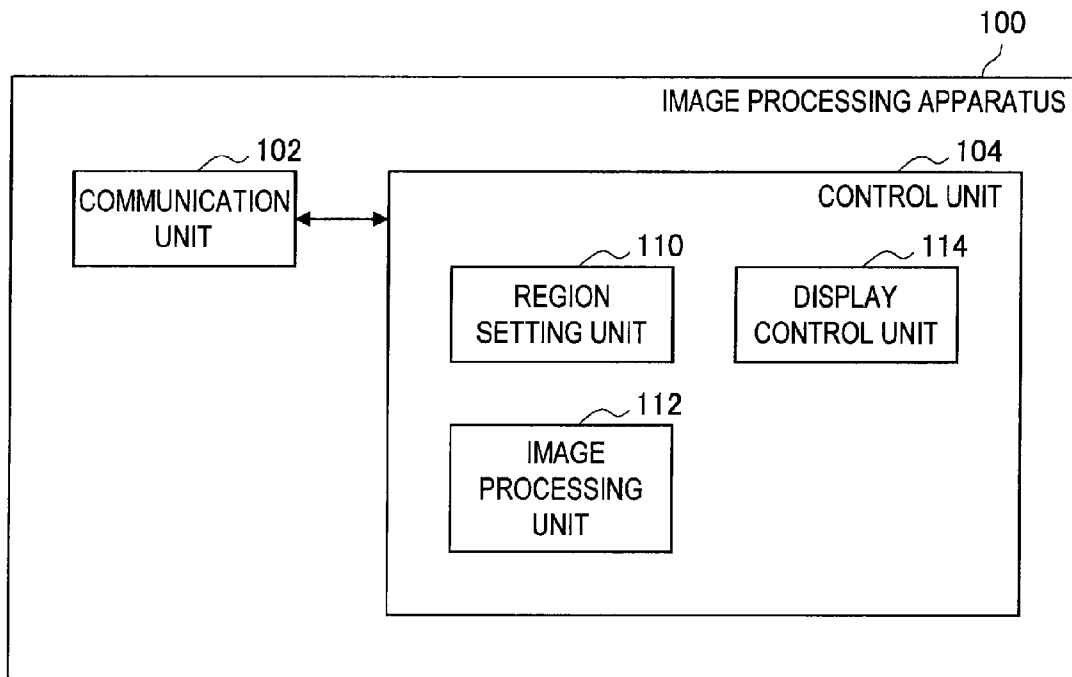 100
IMAGE PROCESSING APPARATUS
102
COMMUNICATION
UNIT
104
CONTROL UNIT
110
REGION
SETTING UNIT
114
DISPLAY
CONTROL UNIT
112
IMAGE
PROCESSING
UNIT